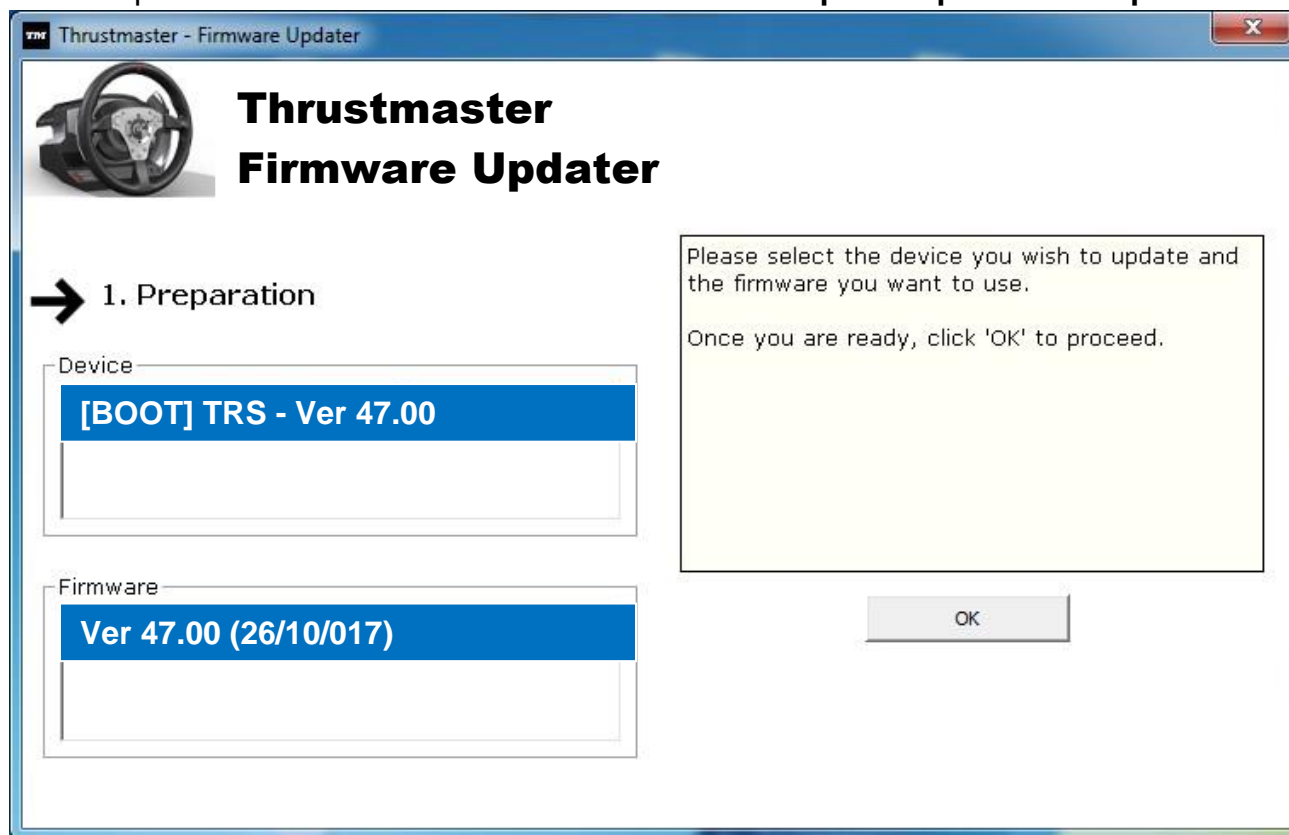 Thrustmaster - Firmware Updater
Thrustmaster
Firmware Updater
1. Preparation
Device
[BOOT] TRS - Ver 47.00
Firmware
Ver 47.00 (26/10/017)
Please select the device you wish to update and
the firmware you want to use.
Once you are ready, click 'OK' to proceed.
OK